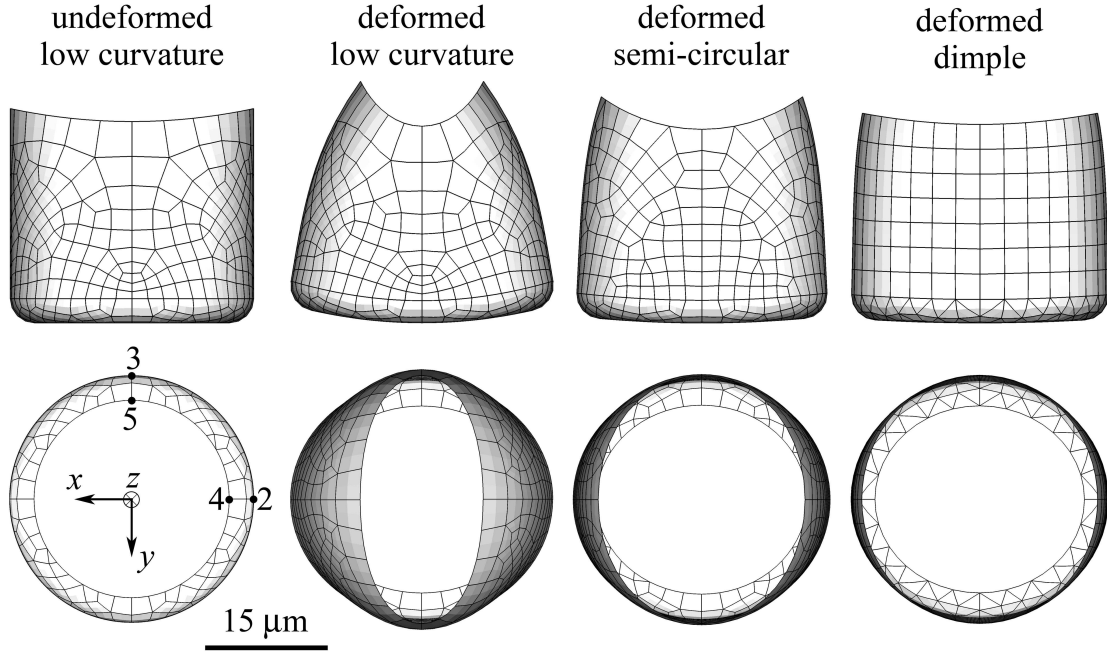 undeformed
low curvature
deformed
low curvature
deformed
semi-circular
deformed
dimple
3
5
x
z
4
2
y
15 μm